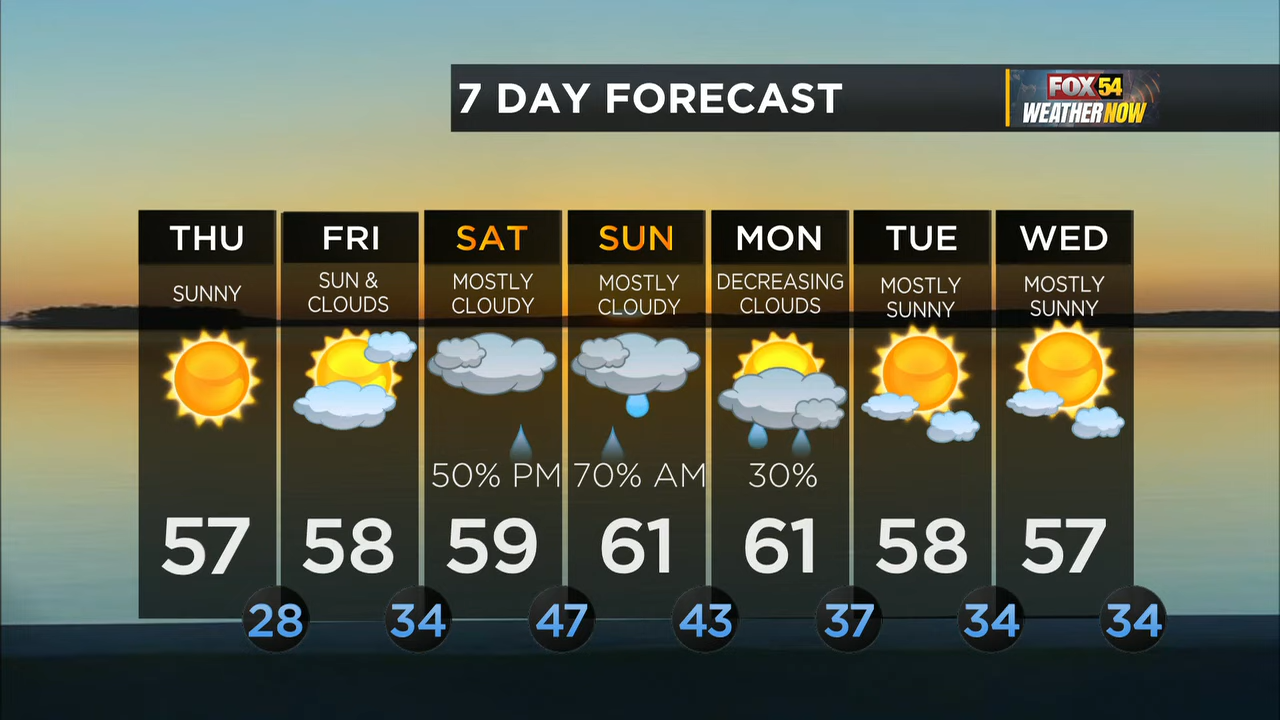 7 DAY FORECAST
FOX 54
WEATHER NOW
THU
SUNNY
57
28
FRI
SUN &
CLOUDS
58
34
SAT
MOSTLY
CLOUDY
50% PM
59
47
SUN
MOSTLY
CLOUDY
70% AM
61
43
MON
DECREASING
CLOUDS
30%
61
37
TUE
MOSTLY
SUNNY
58
34
WED
MOSTLY
SUNNY
57
34